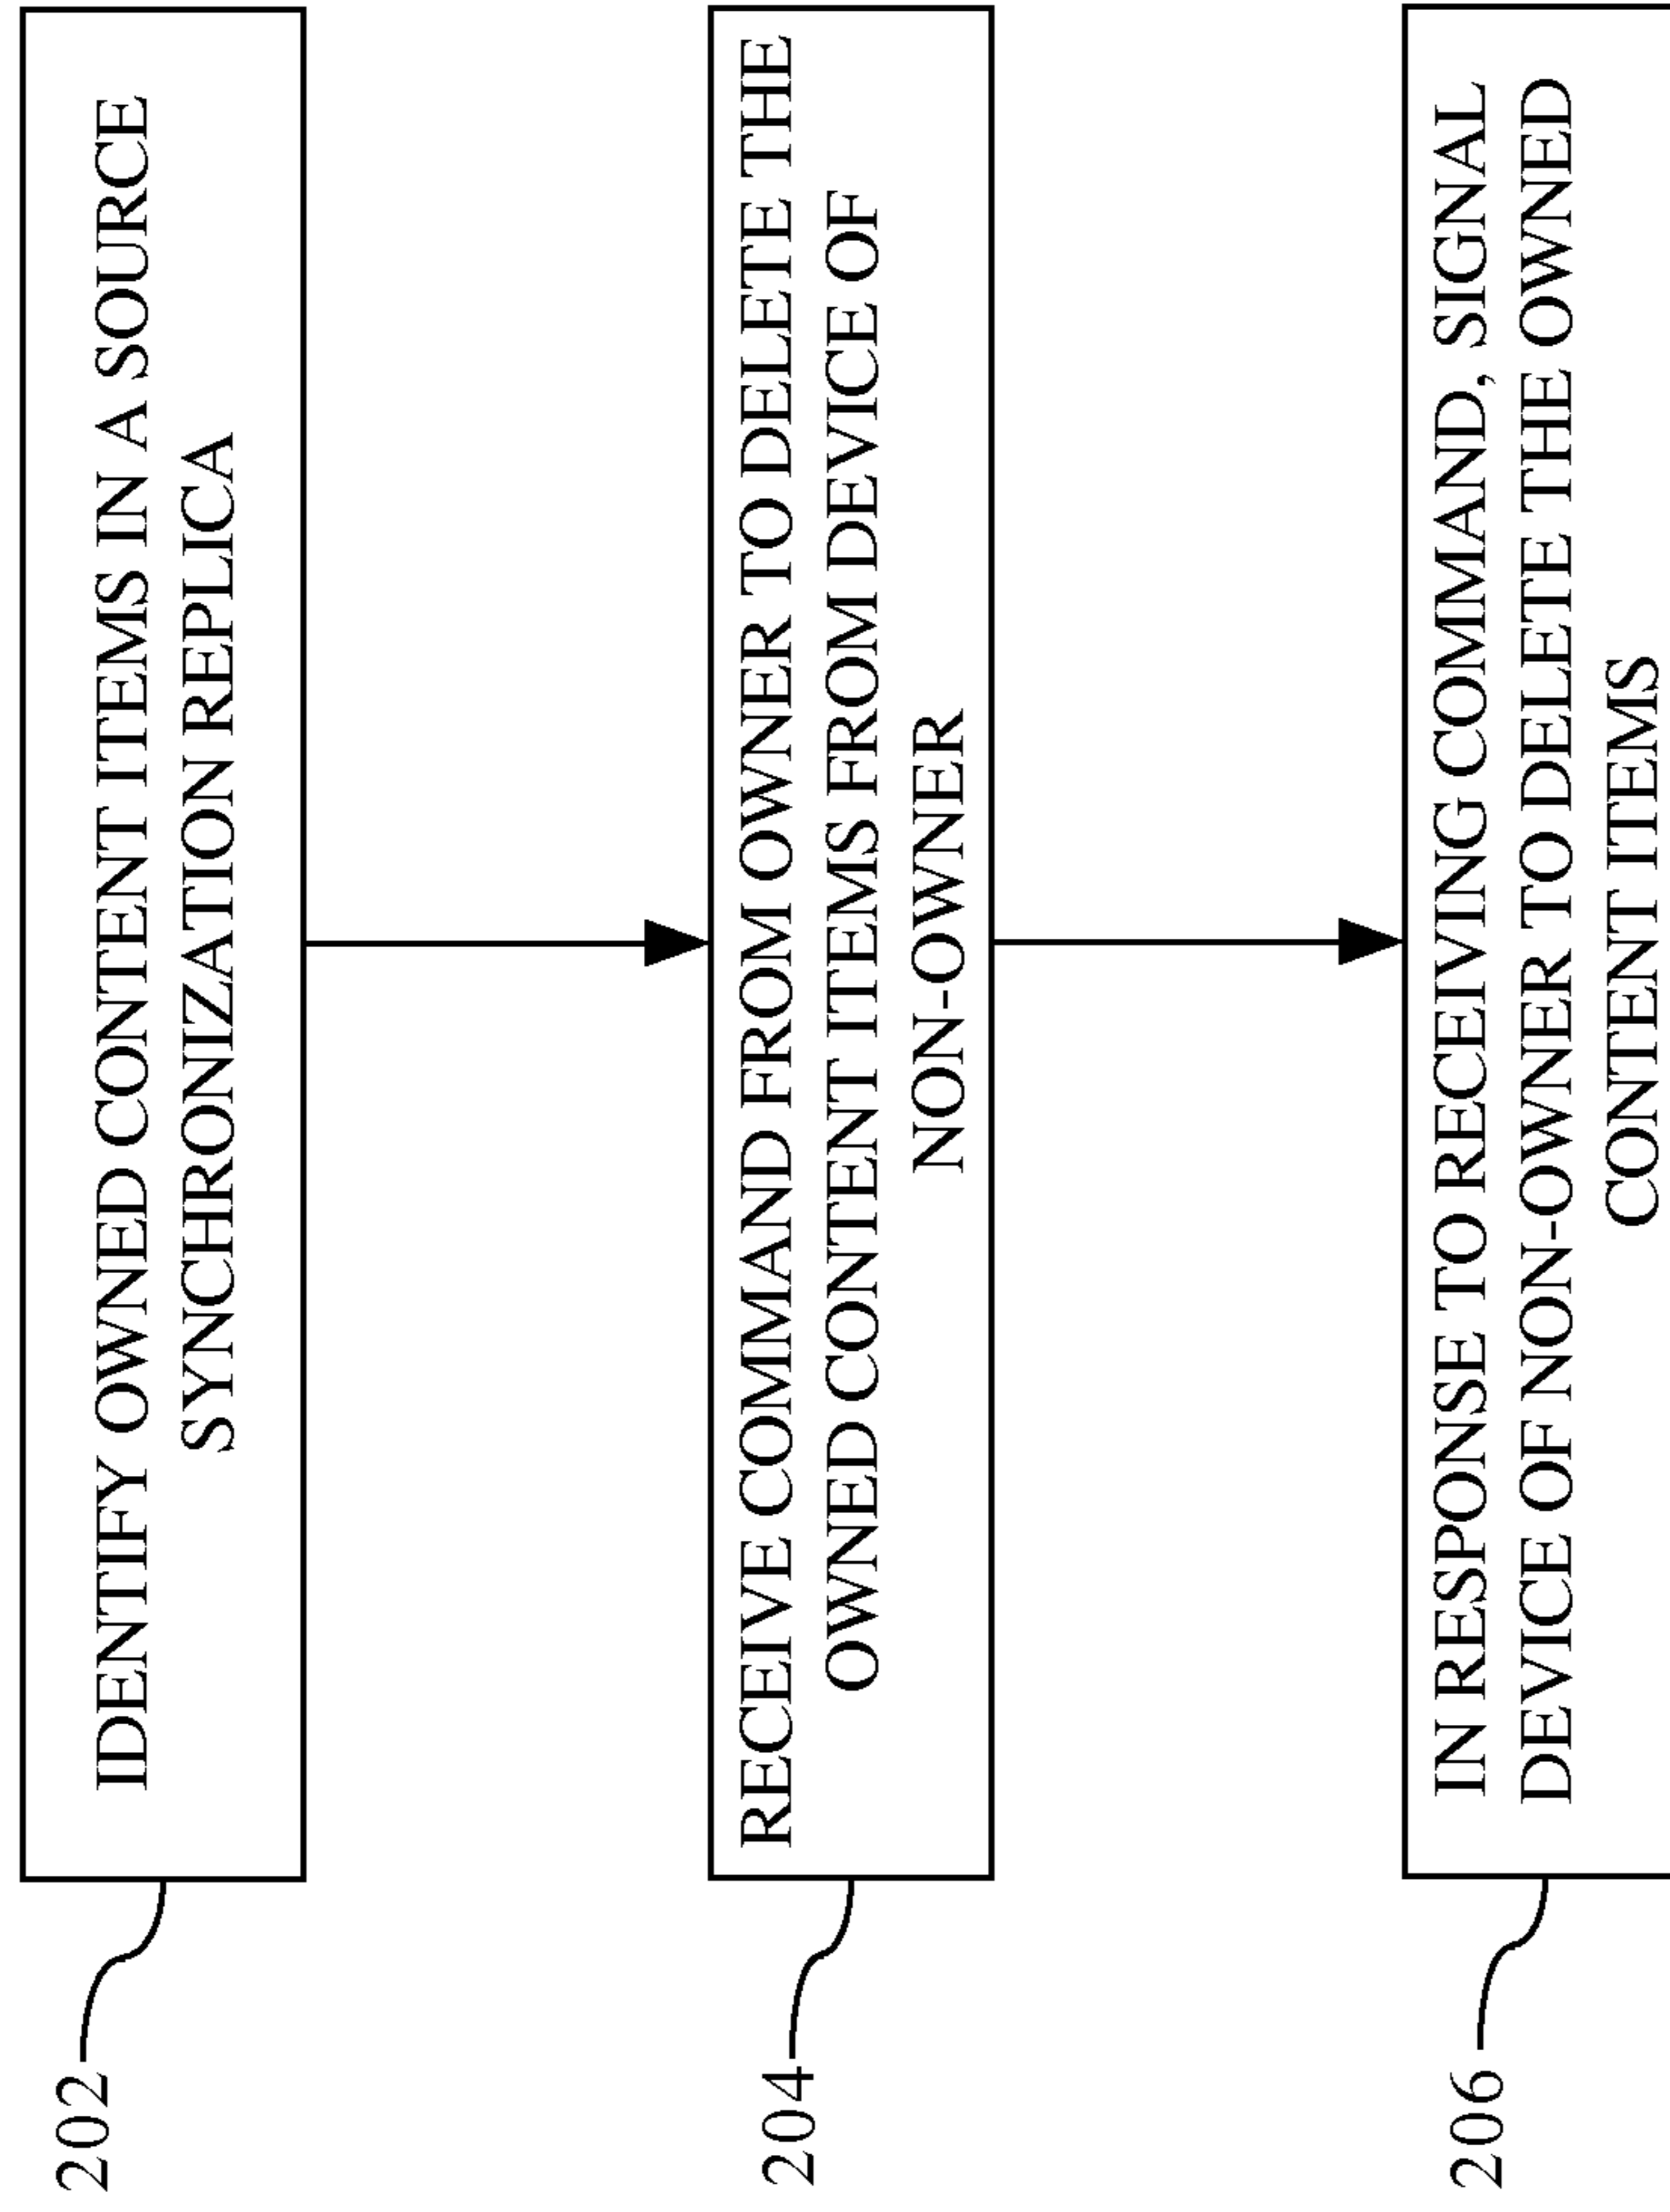 202
IDENTIFY OWNED CONTENT ITEMS IN A SOURCE
SYNCHRONIZATION REPLICA
204
RECEIVE COMMAND FROM OWNER TO DELETE THE
OWNED CONTENT ITEMS FROM DEVICE OF
NON-OWNER
206
IN RESPONSE TO RECEIVING COMMAND, SIGNAL
DEVICE OF NON-OWNER TO DELETE THE OWNED
CONTENT ITEMS